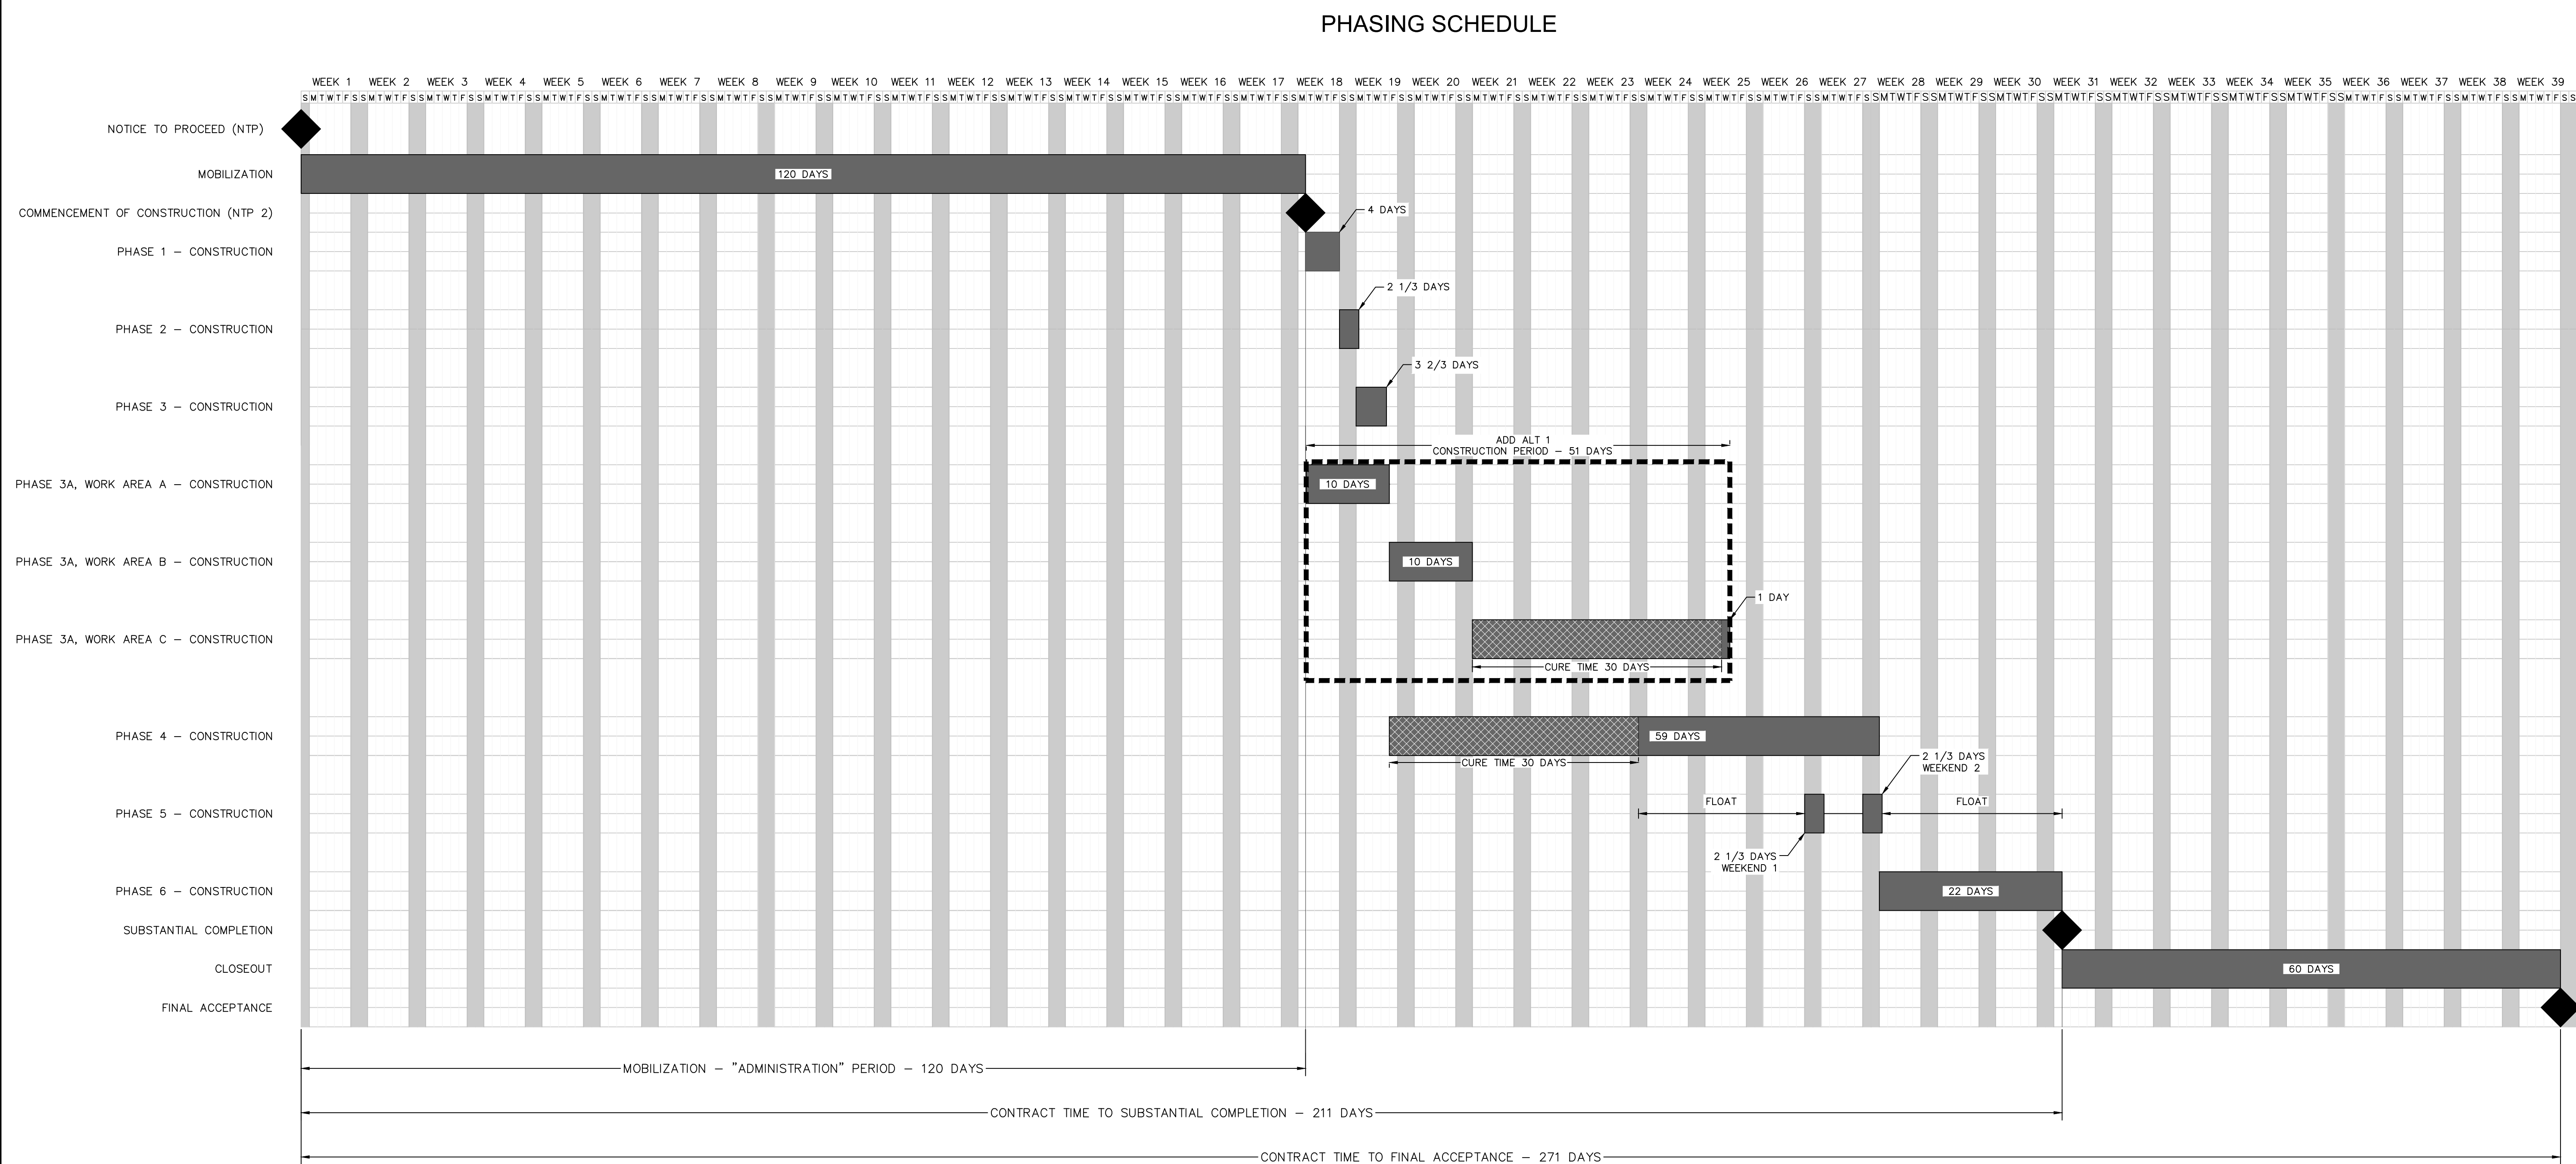 PHASING SCHEDULE
WEEK 1 WEEK 2 WEEK 3 WEEK 4 WEEK 5 WEEK 6 WEEK 7 WEEK 8 WEEK 9 WEEK 10 WEEK 11 WEEK 12 WEEK 13 WEEK 14 WEEK 15 WEEK 16 WEEK 17 WEEK 18 WEEK 19 WEEK 20 WEEK 21 WEEK 22 WEEK 23 WEEK 24 WEEK 25 WEEK 26 WEEK 27 WEEK 28 WEEK 29 WEEK 30 WEEK 31 WEEK 32 WEEK 33 WEEK 34 WEEK 35 WEEK 36 WEEK 37 WEEK 38 WEEK 39
S M T W T F S S M T W T F S S M T W T F S S M T W T F S S M T W T F S S M T W T F S S M T W T F S S M T W T F S S M T W T F S S M T W T F S S M T W T F S S M T W T F S S M T W T F S S M T W T F S S M T W T F S S M T W T F S S M T W T F S S M T W T F S S M T W T F S S M T W T F S S M T W T F S S M T W T F S S M T W T F S S M T W T F S S M T W T F S S M T W T F S S M T W T F S S M T W T F S S M T W T F S S M T W T F S S M T W T F S S M T W T F S S M T W T F S S M T W T F S S M T W T F S S M T W T F S S M T W T F S S M T W T F S S M T W T F S S
NOTICE TO PROCEED (NTP)
MOBILIZATION
120 DAYS
COMMENCEMENT OF CONSTRUCTION (NTP 2)
4 DAYS
PHASE 1 – CONSTRUCTION
2 1/3 DAYS
PHASE 2 – CONSTRUCTION
3 2/3 DAYS
PHASE 3 – CONSTRUCTION
ADD ALT 1
CONSTRUCTION PERIOD – 51 DAYS
PHASE 3A, WORK AREA A – CONSTRUCTION
10 DAYS
PHASE 3A, WORK AREA B – CONSTRUCTION
10 DAYS
1 DAY
PHASE 3A, WORK AREA C – CONSTRUCTION
CURE TIME 30 DAYS
PHASE 4 – CONSTRUCTION
59 DAYS
CURE TIME 30 DAYS
2 1/3 DAYS
WEEKEND 2
PHASE 5 – CONSTRUCTION
FLOAT
FLOAT
2 1/3 DAYS
WEEKEND 1
PHASE 6 – CONSTRUCTION
22 DAYS
SUBSTANTIAL COMPLETION
CLOSEOUT
60 DAYS
FINAL ACCEPTANCE
MOBILIZATION – "ADMINISTRATION" PERIOD – 120 DAYS
CONTRACT TIME TO SUBSTANTIAL COMPLETION – 211 DAYS
CONTRACT TIME TO FINAL ACCEPTANCE – 271 DAYS